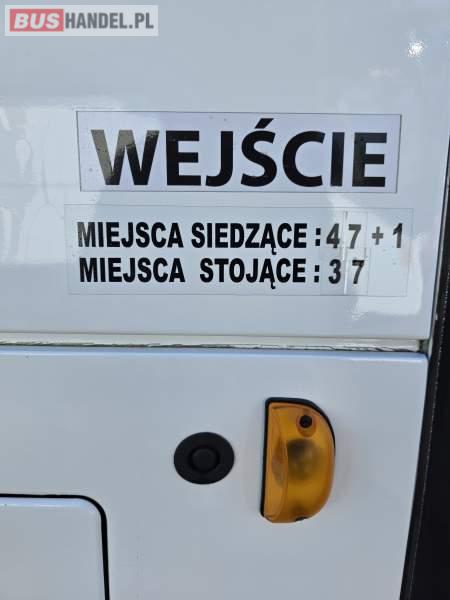 BUSHANDEL.PL
WEJŚCIE
MIEJSCA SIEDZĄCE : 47 + 1
MIEJSCA STOJĄCE : 37